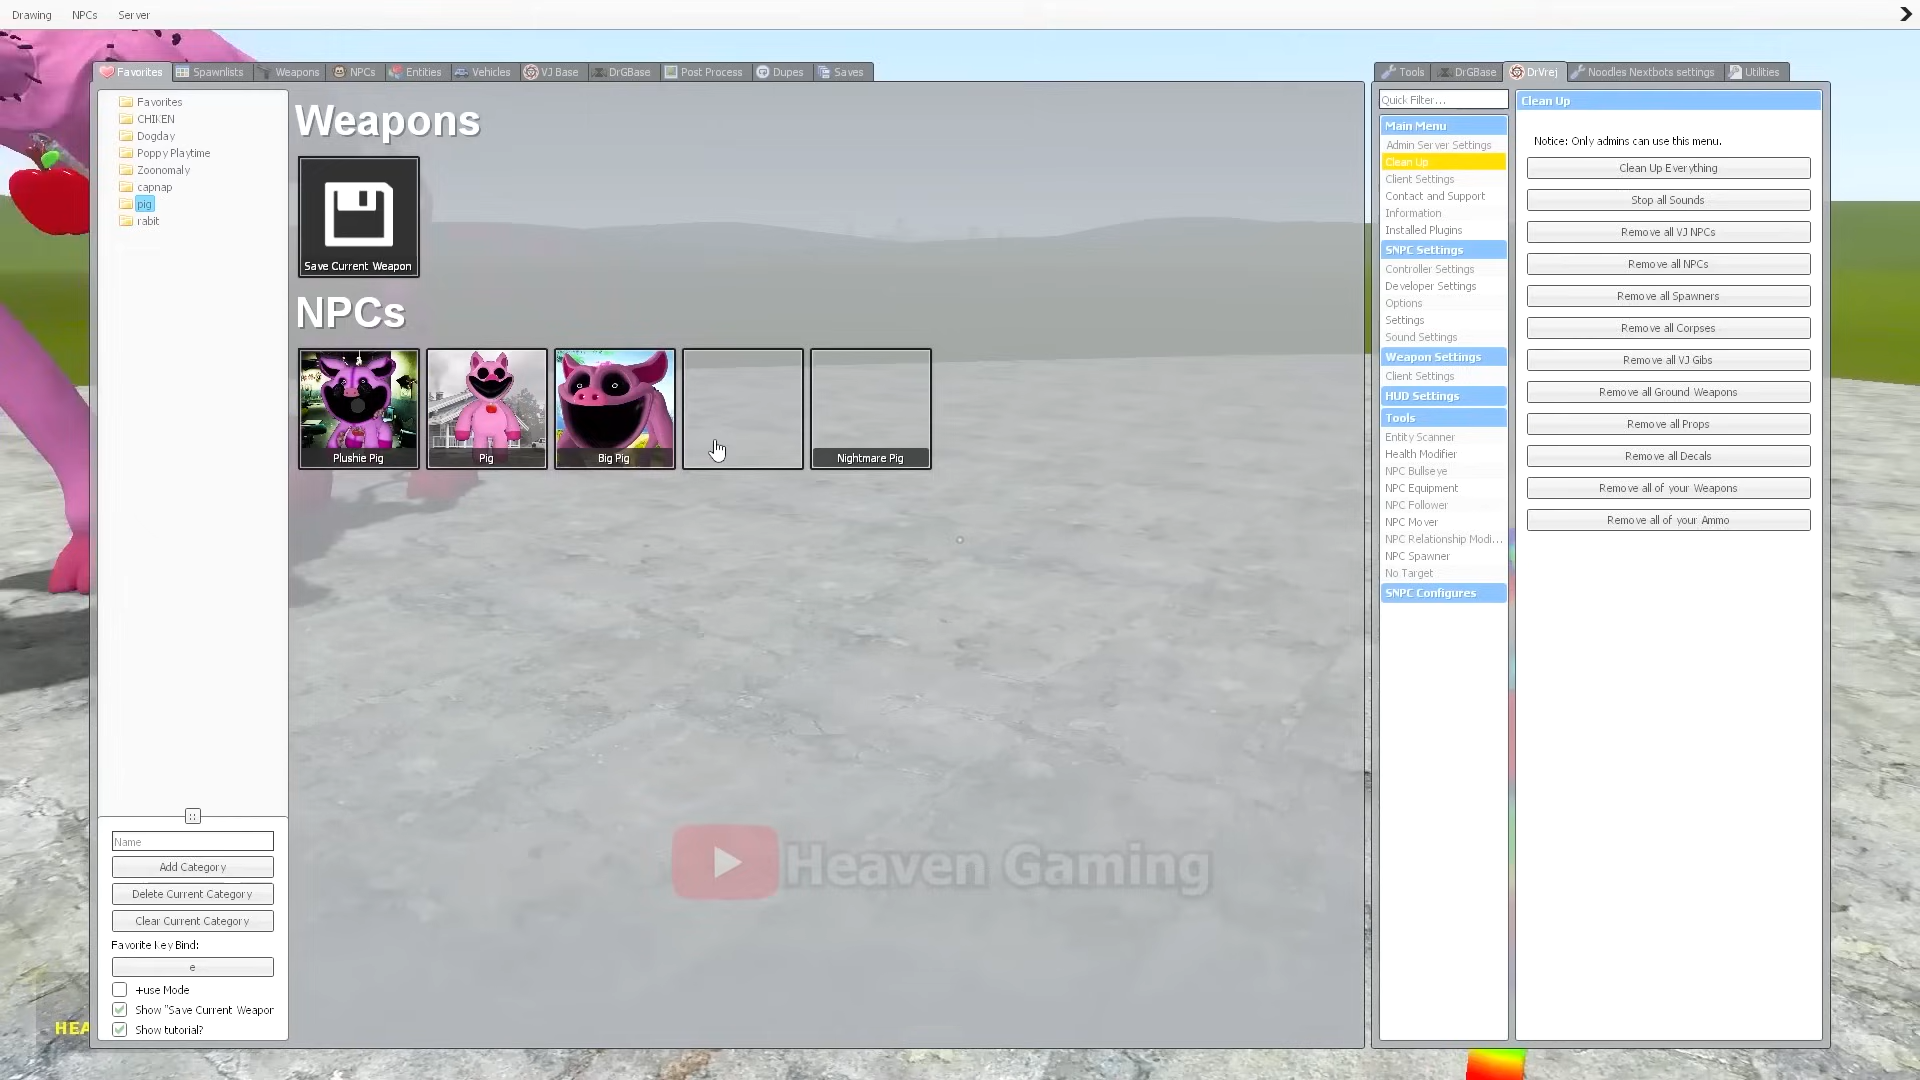 Drawing NPCs Server
Favorites Spawnlists Weapons NPCs Entities Vehicles VJ Base DrGBase Post Process Dupes Saves
Tools DrGBase DrVrej Noodles Nextbots settings Utilities
Favorites
CHIKEN
Dogday
Poppy Playtime
Zoonomaly
capnap
pig
rabit
Name
Add Category
Delete Current Category
Clear Current Category
Favorite Key Bind:
e
+use Mode
Show "Save Current Weapor
Show tutorial?
HEA
Weapons
Save Current Weapon
NPCs
Plushie Pig
Pig
Big Pig
Nightmare Pig
Heaven Gaming
Quick Filter...
Main Menu
Admin Server Settings
Clean Up
Client Settings
Contact and Support
Information
Installed Plugins
SNPC Settings
Controller Settings
Developer Settings
Options
Settings
Sound Settings
Weapon Settings
Client Settings
HUD Settings
Tools
Entity Scanner
Health Modifier
NPC Bullseye
NPC Equipment
NPC Follower
NPC Mover
NPC Relationship Modi...
NPC Spawner
No Target
SNPC Configures
Clean Up
Notice: Only admins can use this menu.
Clean Up Everything
Stop all Sounds
Remove all VJ NPCs
Remove all NPCs
Remove all Spawners
Remove all Corpses
Remove all VJ Gibs
Remove all Ground Weapons
Remove all Props
Remove all Decals
Remove all of your Weapons
Remove all of your Ammo